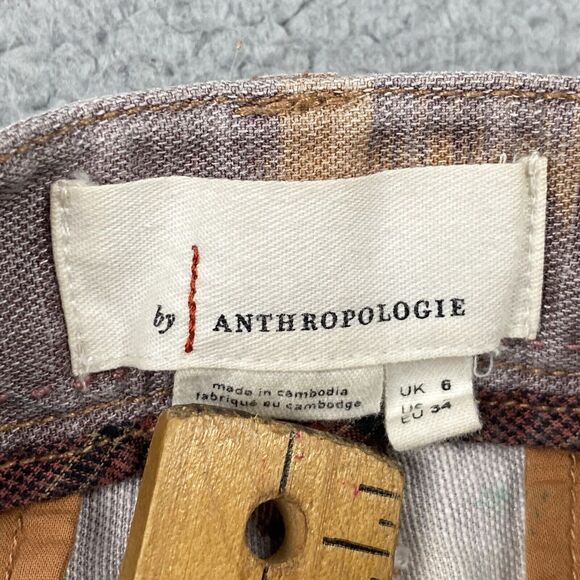 by ANTHROPOLOGIE
made in cambodia
fabriqué au cambodge
UK 6
EU 34